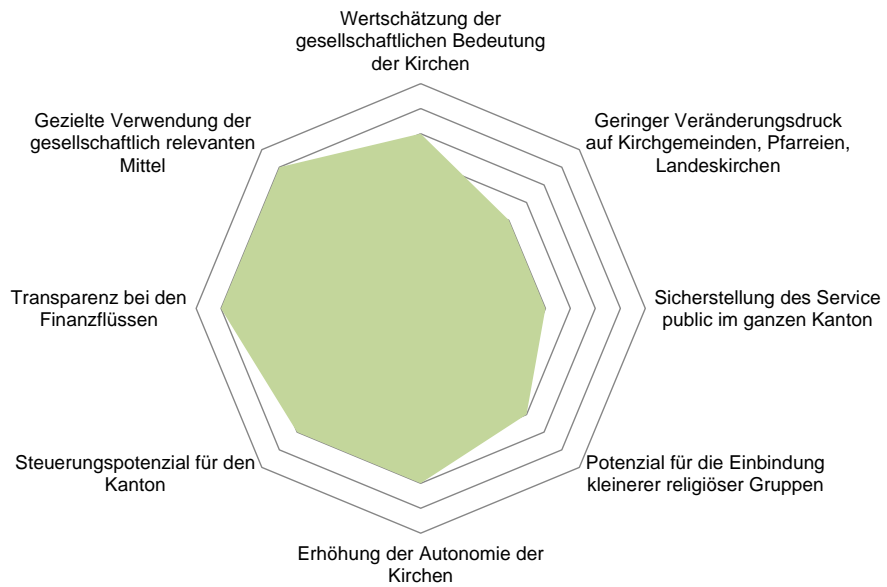 Wertschätzung der
gesellschaftlichen Bedeutung
der Kirchen
Geringer Veränderungsdruck
auf Kirchgemeinden, Pfarreien,
Landeskirchen
Sicherstellung des Service
public im ganzen Kanton
Potenzial für die Einbindung
kleinerer religiöser Gruppen
Erhöhung der Autonomie der
Kirchen
Steuerungspotenzial für den
Kanton
Transparenz bei den
Finanzflüssen
Gezielte Verwendung der
gesellschaftlich relevanten
Mittel